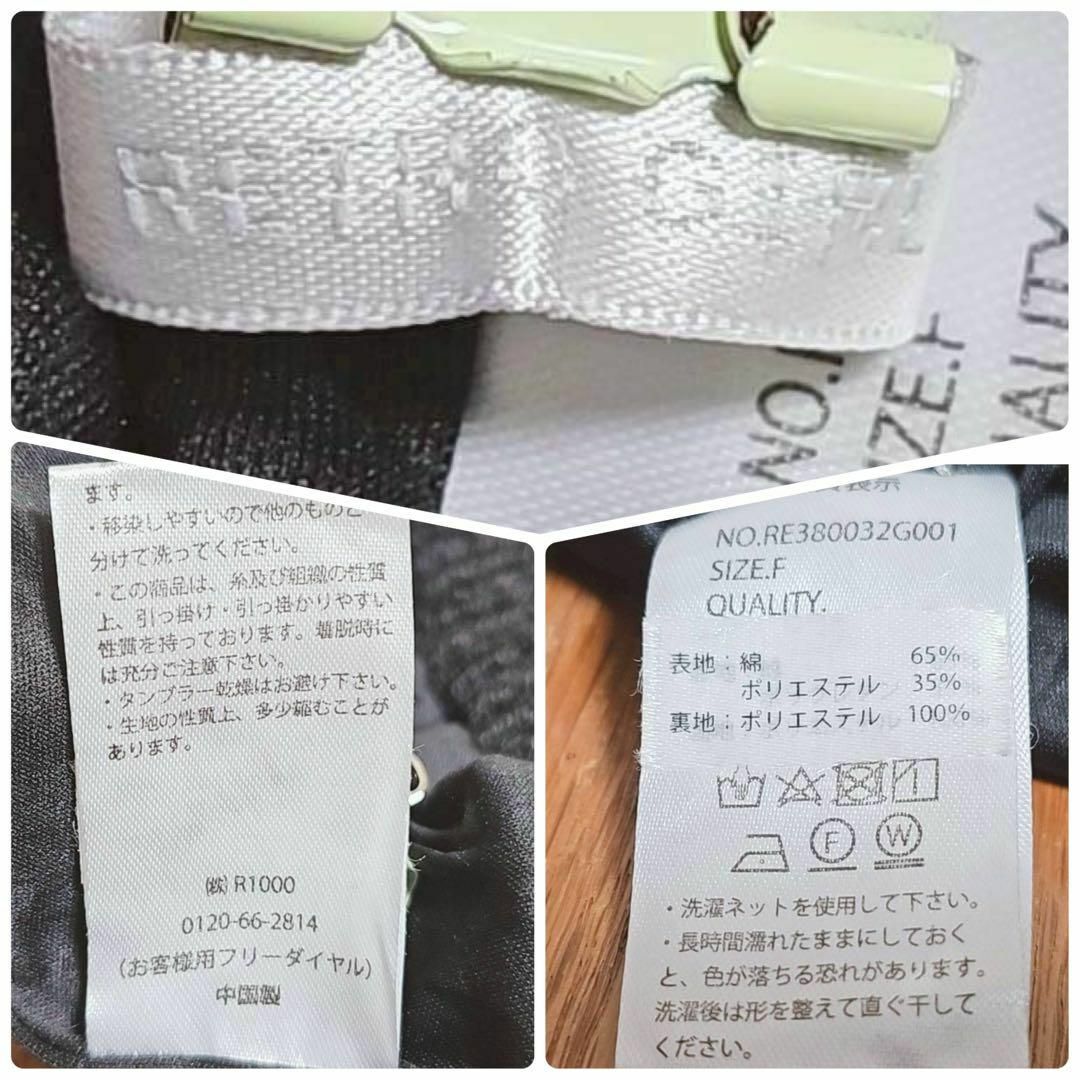 NO.
SIZE.F
ます。
・移染しやすいので他のものと
分けて洗ってください。
・この商品は、糸及び組織の性質
上、引っ掛け・引っ掛かりやすい
性質を持っております。着脱時に
は充分ご注意下さい。
・タンブラー乾燥はお避け下さい。
・生地の性質上、多少縮むことが
あります。
㈱ R1000
0120-66-2814
(お客様用フリーダイヤル)
中国製
NO.RE380032G001
SIZE.F
QUALITY.
表地：綿 65%
ポリエステル 35%
裏地：ポリエステル 100%
F W
・洗濯ネットを使用して下さい。
・長時間濡れたままにしておく
と、色が落ちる恐れがあります。
洗濯後は形を整えて直ぐ干して
ください。